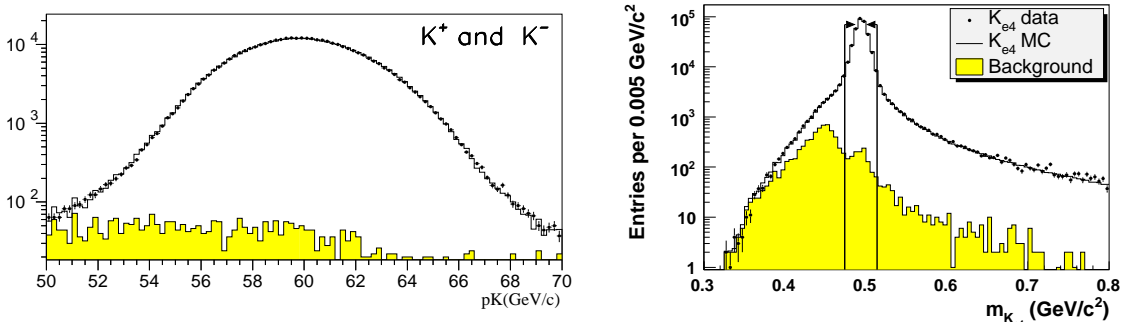 K+ and K−
10^4
10^3
10^2
50 52 54 56 58 60 62 64 66 68 70
pK(GeV/c)
Entries per 0.005 GeV/c^2
10^5
10^4
10^3
10^2
10
1
K_e4 data
K_e4 MC
Background
0.3 0.4 0.5 0.6 0.7 0.8
m_K (GeV/c^2)